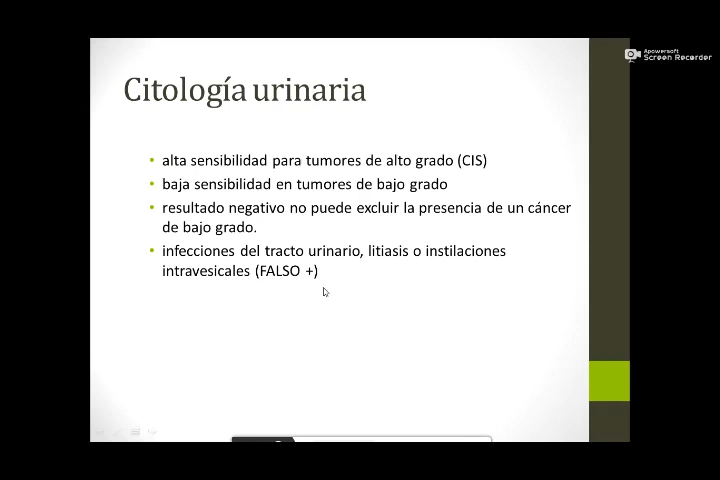 Apowersoft
Screen Recorder
Citología urinaria
• alta sensibilidad para tumores de alto grado (CIS)
• baja sensibilidad en tumores de bajo grado
• resultado negativo no puede excluir la presencia de un cáncer
de bajo grado.
• infecciones del tracto urinario, litiasis o instilaciones
intravesicales (FALSO +)